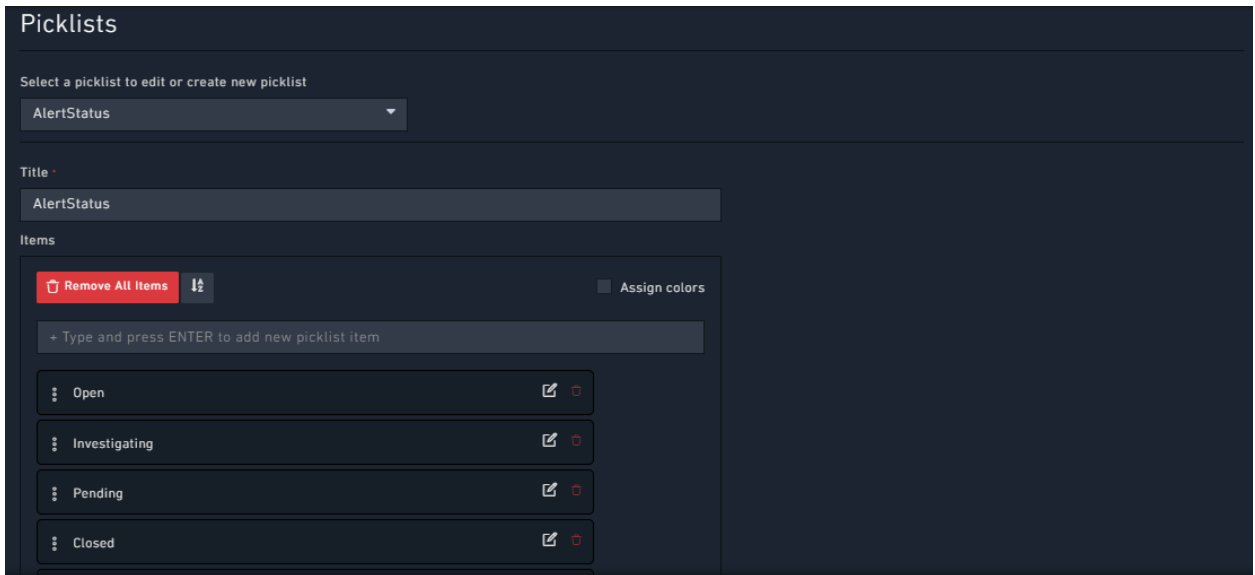 Picklists
Select a picklist to edit or create new picklist
AlertStatus
Title *
AlertStatus
Items
Remove All Items
Assign colors
+ Type and press ENTER to add new picklist item
Open
Investigating
Pending
Closed